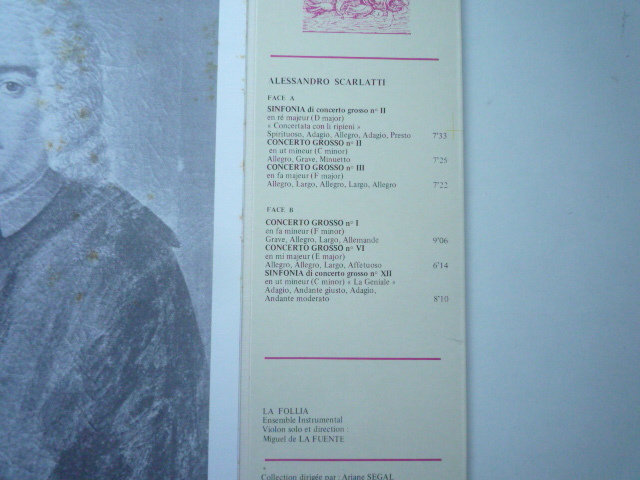 ALESSANDRO SCARLATTI
FACE A
SINFONIA di concerto grosso n° II
en ré majeur (D major)
« Concertata con li ripieni »
Spirituoso, Adagio, Allegro, Adagio, Presto 7'33
CONCERTO GROSSO n° II
en ut mineur (C minor)
Allegro, Grave, Minuetto 7'25
CONCERTO GROSSO n° III
en fa majeur (F major)
Allegro, Largo, Allegro, Largo, Allegro 7'22
FACE B
CONCERTO GROSSO n° I
en fa mineur (F minor)
Grave, Allegro, Largo, Allemande 9'06
CONCERTO GROSSO n° VI
en mi majeur (E major)
Allegro, Allegro, Largo, Affetuoso 6'14
SINFONIA di concerto grosso n° XII
en ut mineur (C minor) « La Geniale »
Adagio, Andante giusto, Adagio,
Andante moderato 8'10
LA FOLLIA
Ensemble Instrumental
Violon solo et direction :
Miguel de LA FUENTE
Collection dirigée par : Ariane SEGAL